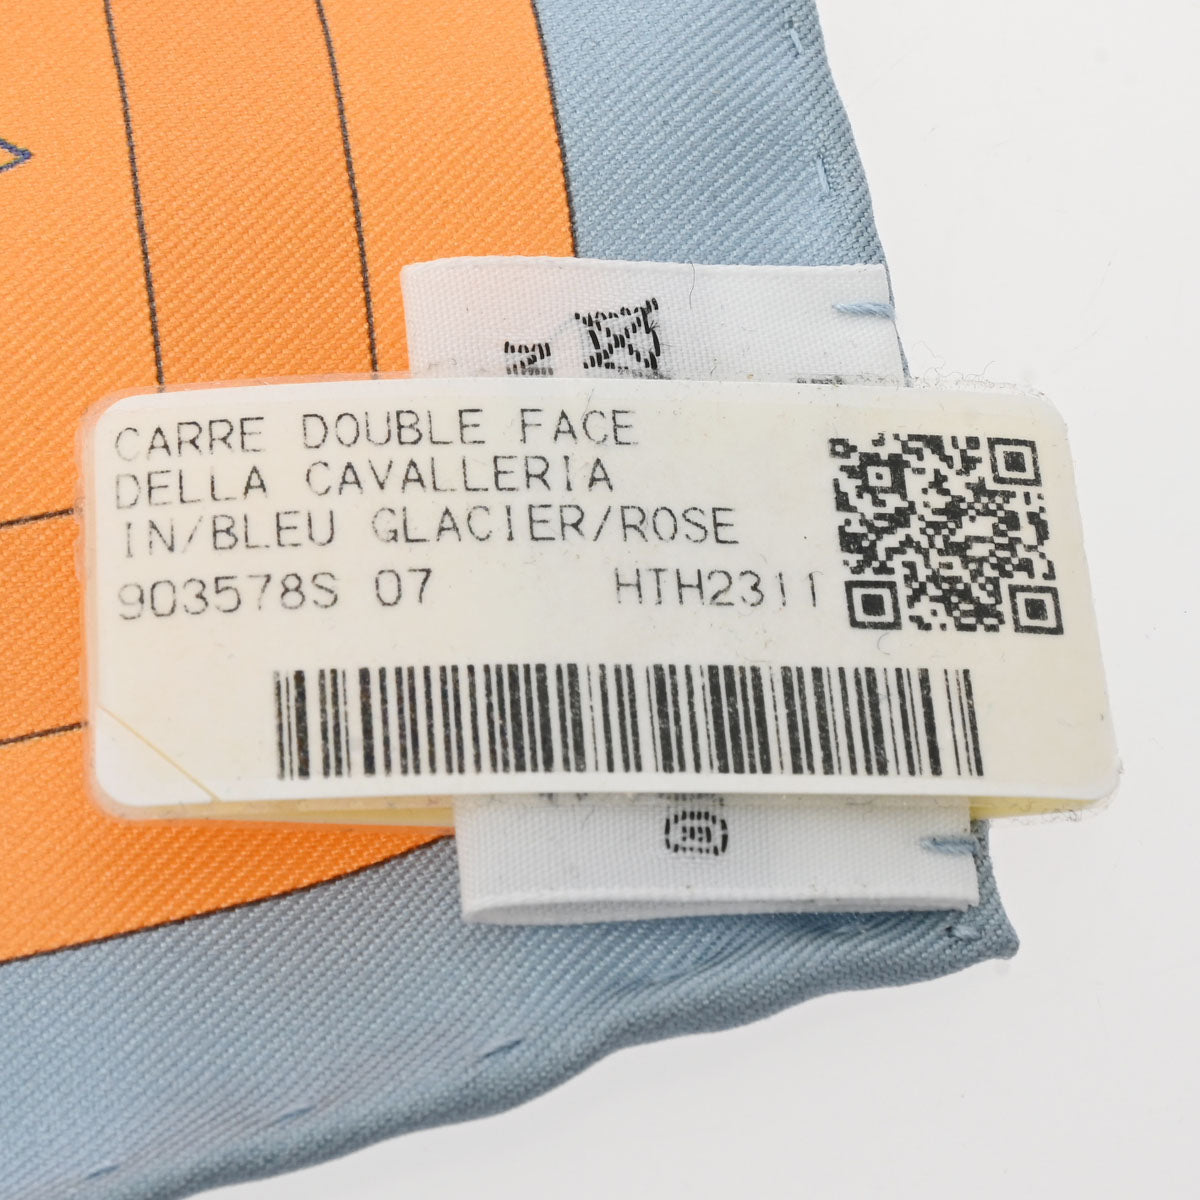 CARRE DOUBLE FACE
DELLA CAVALLERIA
IN/BLEU GLACIER/ROSE
903578S 07 HTH2311